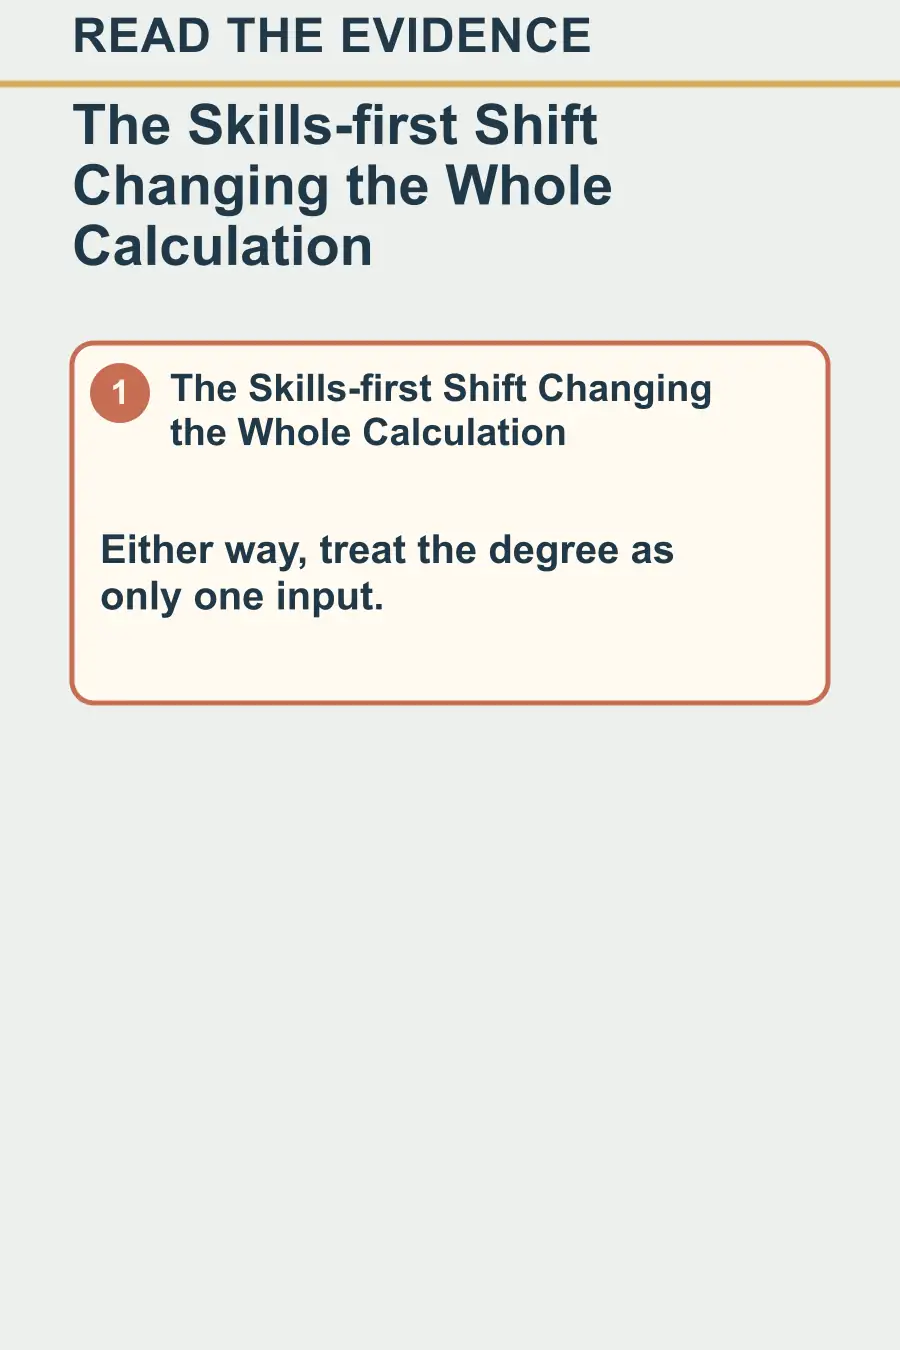 READ THE EVIDENCE
The Skills-first Shift
Changing the Whole
Calculation
1
The Skills-first Shift Changing
the Whole Calculation
Either way, treat the degree as
only one input.